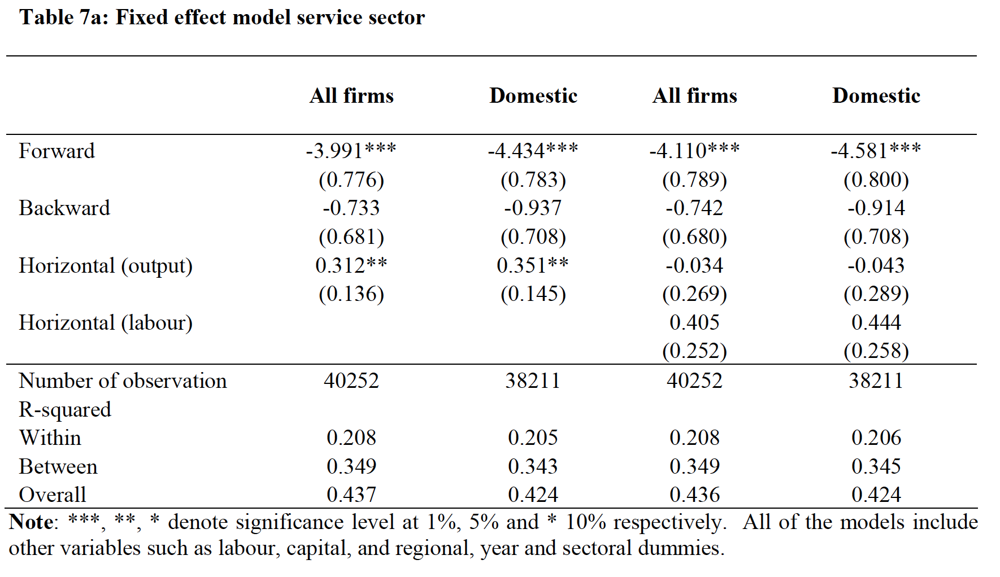 Table 7a: Fixed effect model service sector
All firms Domestic All firms Domestic
Forward -3.991*** -4.434*** -4.110*** -4.581***
(0.776) (0.783) (0.789) (0.800)
Backward -0.733 -0.937 -0.742 -0.914
(0.681) (0.708) (0.680) (0.708)
Horizontal (output) 0.312** 0.351** -0.034 -0.043
(0.136) (0.145) (0.269) (0.289)
Horizontal (labour) 0.405 0.444
(0.252) (0.258)
Number of observation 40252 38211 40252 38211
R-squared
Within 0.208 0.205 0.208 0.206
Between 0.349 0.343 0.349 0.345
Overall 0.437 0.424 0.436 0.424
Note: ***, **, * denote significance level at 1%, 5% and * 10% respectively. All of the models include
other variables such as labour, capital, and regional, year and sectoral dummies.